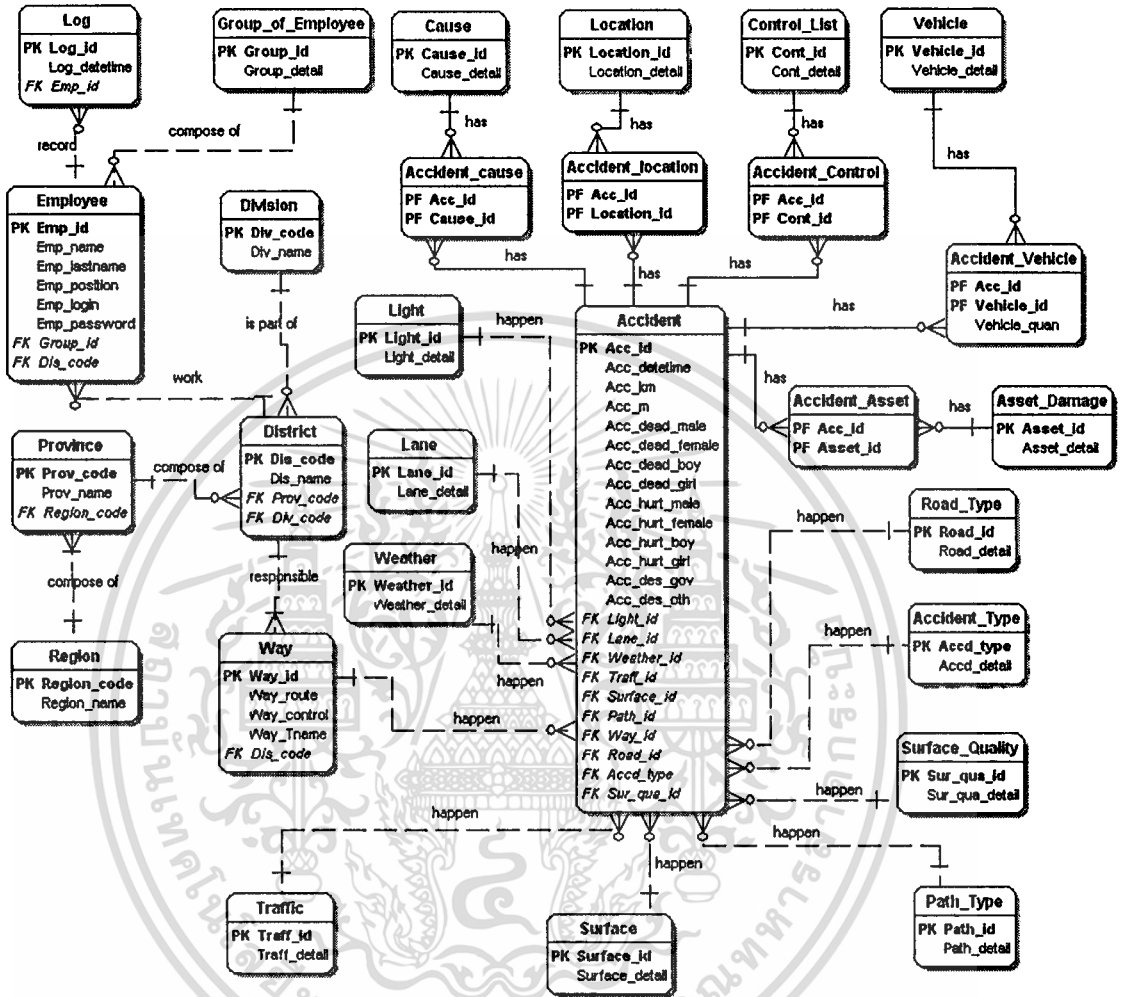 Log
PK Log_id
Log_datetime
FK Emp_id
Group_of_Employee
PK Group_id
Group_detail
Cause
PK Cause_id
Cause_detail
Location
PK Location_id
Location_detail
Control_List
PK Cont_id
Cont_detail
Vehicle
PK Vehicle_id
Vehicle_detail
record
compose of
has
has
has
has
Employee
PK Emp_id
Emp_name
Emp_lastname
Emp_position
Emp_login
Emp_password
FK Group_id
FK Dis_code
Division
PK Div_code
Div_name
Accident_cause
PF Acc_id
PF Cause_id
Accident_location
PF Acc_id
PF Location_id
Accident_Control
PF Acc_id
PF Cont_id
Accident_Vehicle
PF Acc_id
PF Vehicle_id
Vehicle_quan
has
has
has
has
is part of
work
Light
PK Light_id
Light_detail
happen
Accident
PK Acc_id
Acc_datetime
Acc_km
Acc_m
Acc_dead_male
Acc_dead_female
Acc_dead_boy
Acc_dead_girl
Acc_hurt_male
Acc_hurt_female
Acc_hurt_boy
Acc_hurt_girl
Acc_des_gov
Acc_des_oth
FK Light_id
FK Lane_id
FK Weather_id
FK Traff_id
FK Surface_id
FK Path_id
FK Way_id
FK Road_id
FK Accd_type
FK Sur_qua_id
has
Accident_Asset
PF Acc_id
PF Asset_id
has
Asset_Damage
PK Asset_id
Asset_detail
Province
PK Prov_code
Prov_name
FK Region_code
compose of
District
PK Dis_code
Dis_name
FK Prov_code
FK Div_code
Lane
PK Lane_id
Lane_detail
happen
Road_Type
PK Road_id
Road_detail
happen
compose of
responsible
Weather
PK Weather_id
Weather_detail
happen
Accident_Type
PK Accd_type
Accd_detail
happen
Region
PK Region_code
Region_name
Way
PK Way_id
Way_route
Way_control
Way_Tname
FK Dis_code
happen
Surface_Quality
PK Sur_qua_id
Sur_qua_detail
happen
happen
happen
happen
Traffic
PK Traff_id
Traff_detail
Surface
PK Surface_id
Surface_detail
Path_Type
PK Path_id
Path_detail